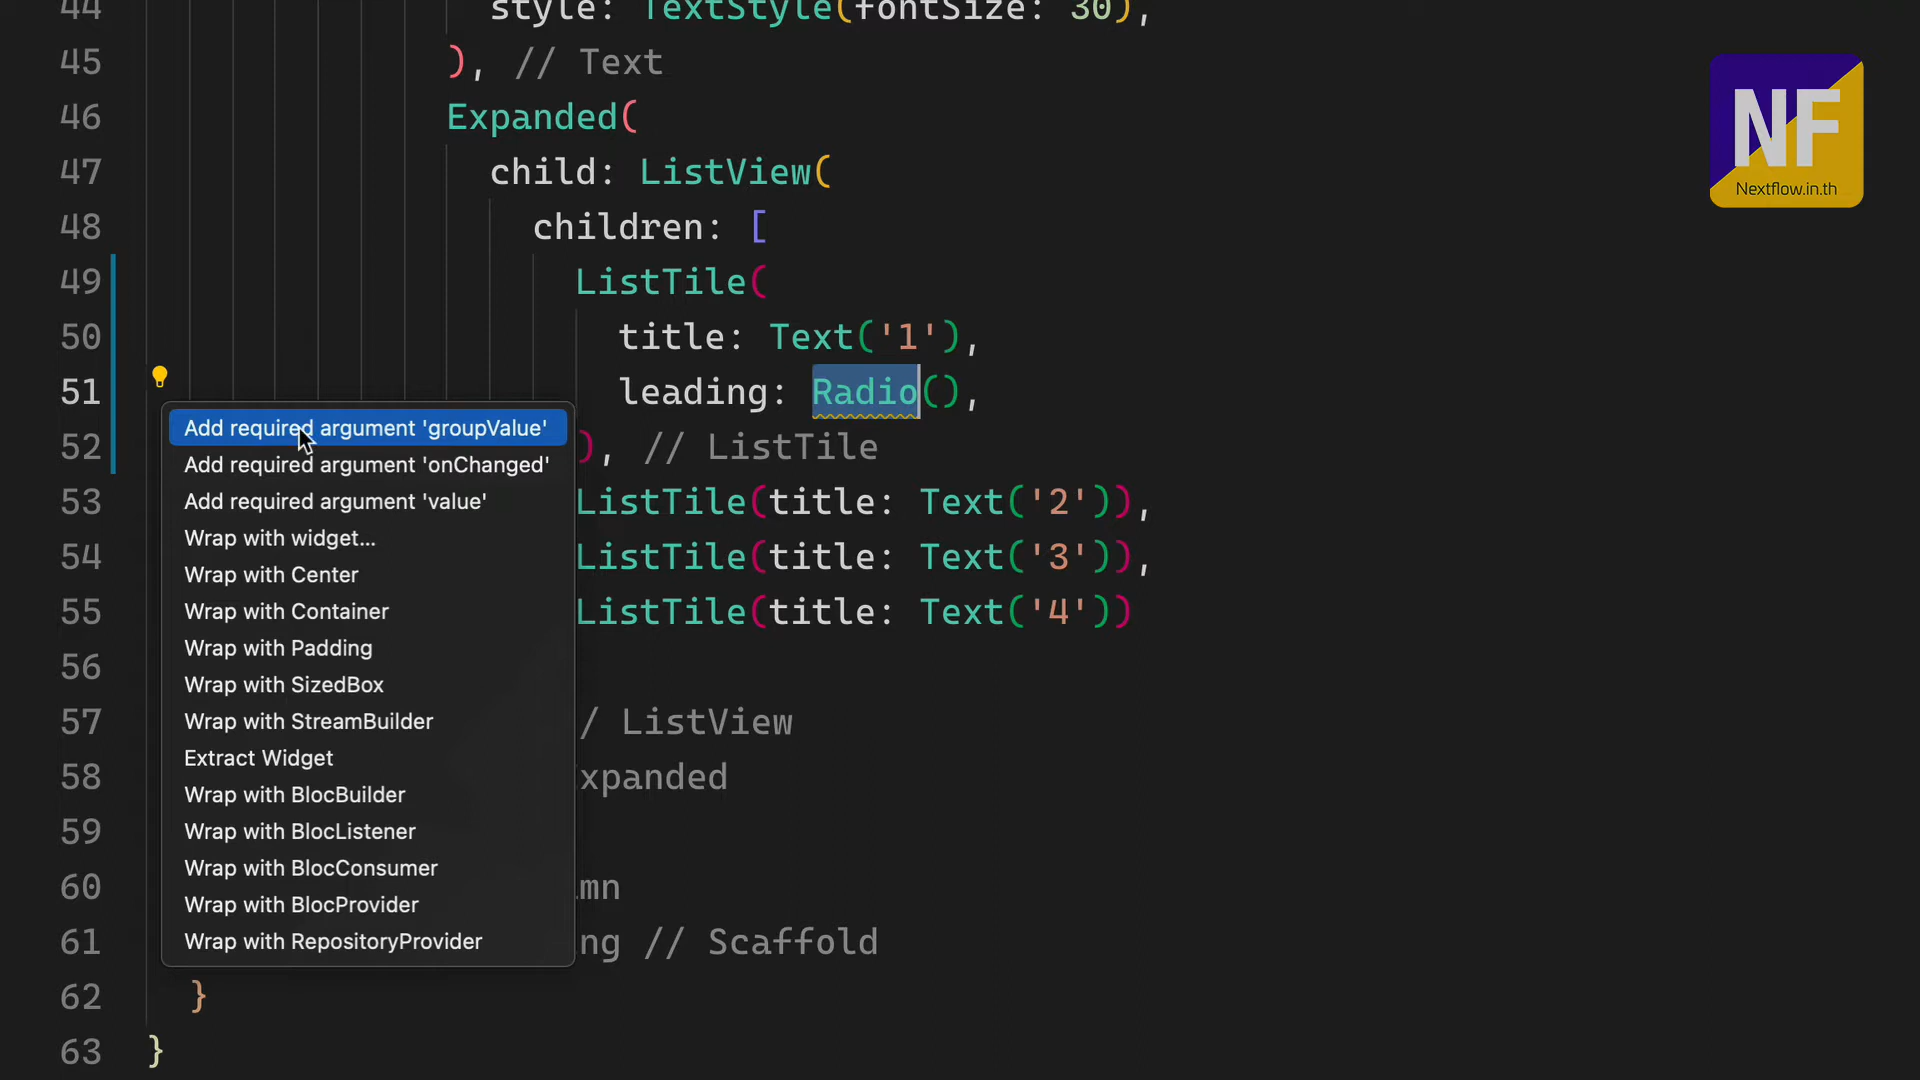 44 style: TextStyle(fontSize: 30),
45 ), // Text
46 Expanded(
47 child: ListView(
48 children: [
49 ListTile(
50 title: Text('1'),
51 leading: Radio(),
52 ), // ListTile
53 ListTile(title: Text('2')),
54 ListTile(title: Text('3')),
55 ListTile(title: Text('4'))
56
57 / ListView
58 xpanded
59
60 mn
61 ng // Scaffold
62 }
63 }
Add required argument 'groupValue'
Add required argument 'onChanged'
Add required argument 'value'
Wrap with widget...
Wrap with Center
Wrap with Container
Wrap with Padding
Wrap with SizedBox
Wrap with StreamBuilder
Extract Widget
Wrap with BlocBuilder
Wrap with BlocListener
Wrap with BlocConsumer
Wrap with BlocProvider
Wrap with RepositoryProvider
NF
Nextflow.in.th